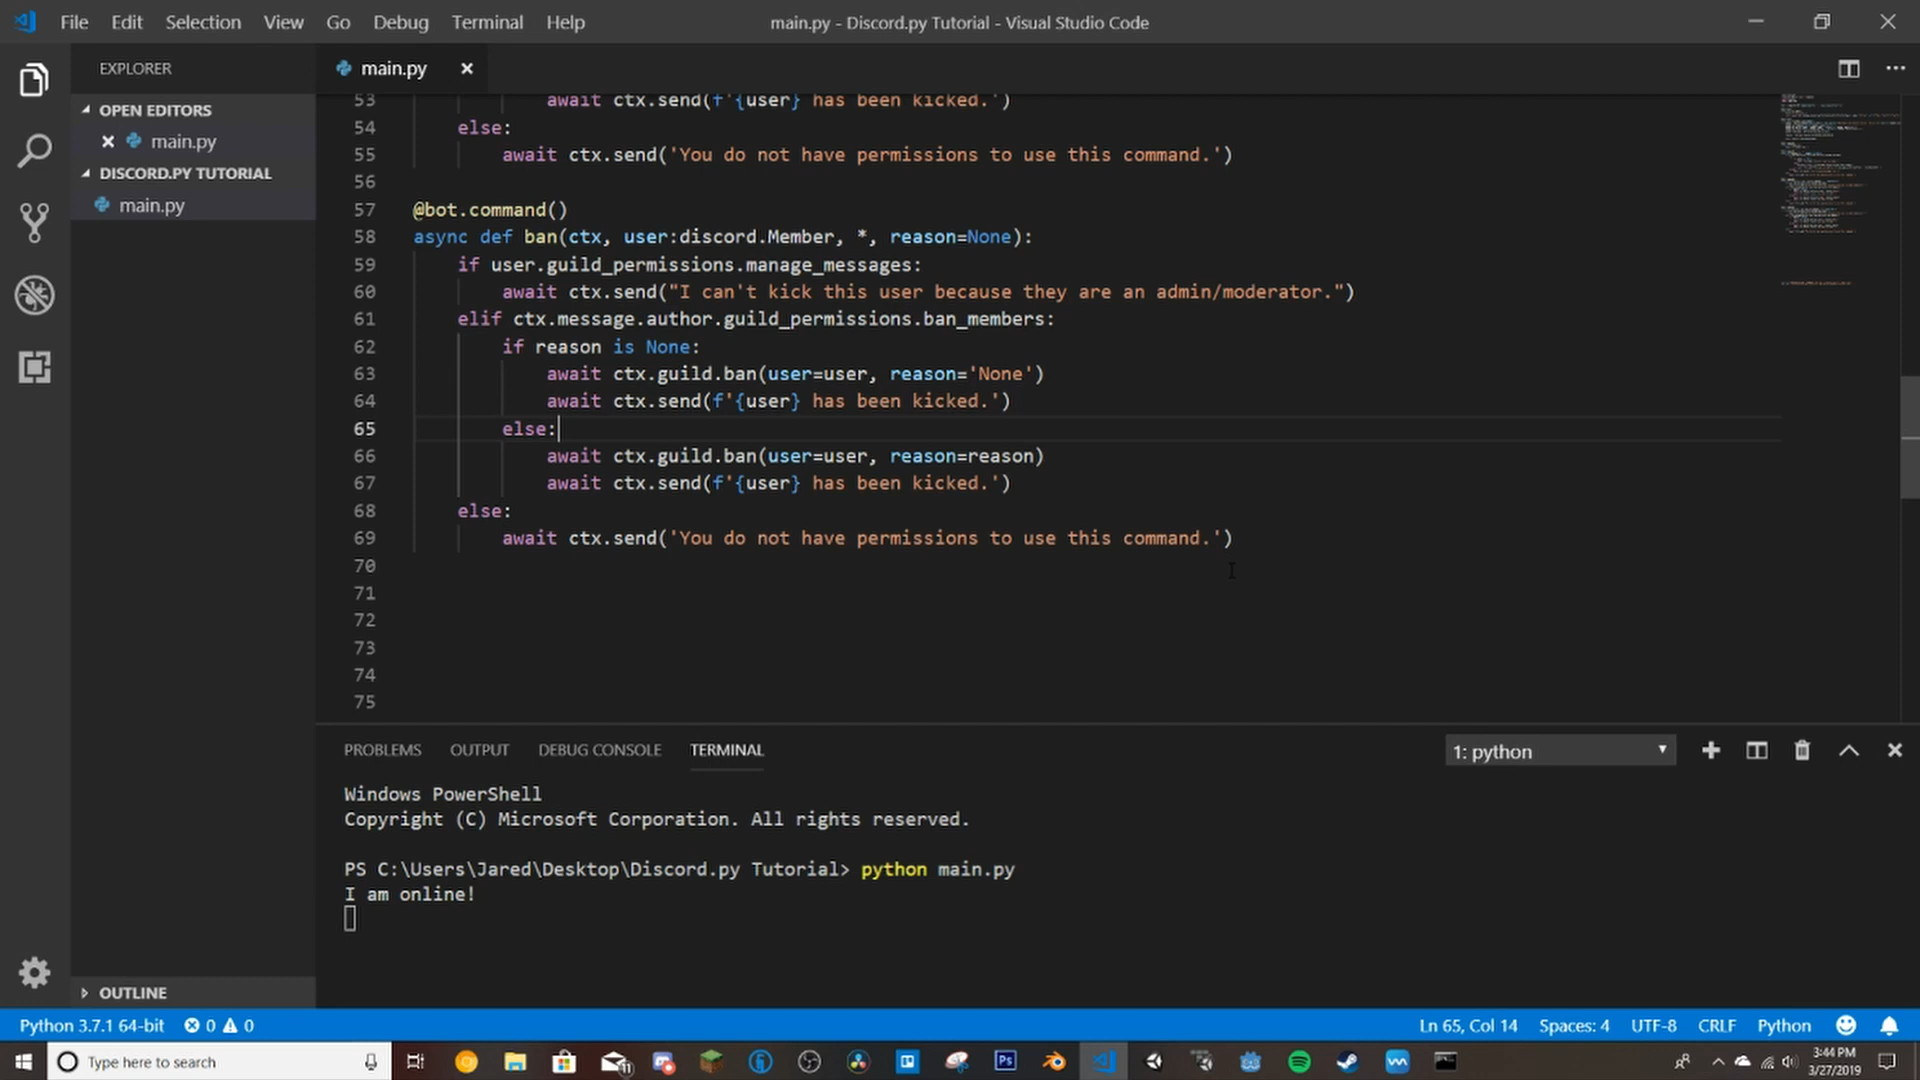 File Edit Selection View Go Debug Terminal Help
main.py - Discord.py Tutorial - Visual Studio Code
EXPLORER
OPEN EDITORS
main.py
DISCORD.PY TUTORIAL
main.py
OUTLINE
main.py
53 await ctx.send(f'{user} has been kicked.')
54 else:
55 await ctx.send('You do not have permissions to use this command.')
56
57 @bot.command()
58 async def ban(ctx, user:discord.Member, *, reason=None):
59 if user.guild_permissions.manage_messages:
60 await ctx.send("I can't kick this user because they are an admin/moderator.")
61 elif ctx.message.author.guild_permissions.ban_members:
62 if reason is None:
63 await ctx.guild.ban(user=user, reason='None')
64 await ctx.send(f'{user} has been kicked.')
65 else:
66 await ctx.guild.ban(user=user, reason=reason)
67 await ctx.send(f'{user} has been kicked.')
68 else:
69 await ctx.send('You do not have permissions to use this command.')
70
71
72
73
74
75
PROBLEMS OUTPUT DEBUG CONSOLE TERMINAL
1: python
Windows PowerShell
Copyright (C) Microsoft Corporation. All rights reserved.
PS C:\Users\Jared\Desktop\Discord.py Tutorial> python main.py
I am online!
Python 3.7.1 64-bit 0 0
Ln 65, Col 14 Spaces: 4 UTF-8 CRLF Python
Type here to search
11
Ps
3:44 PM
3/27/2019